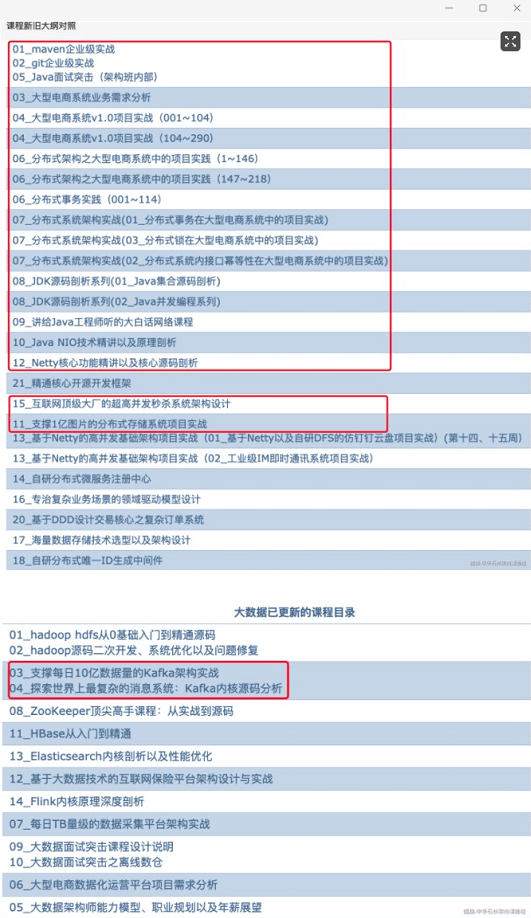 课程新旧大纲对照
01_maven企业级实战
02_git企业级实战
05_Java面试突击（架构班内部）
03_大型电商系统业务需求分析
04_大型电商系统v1.0项目实战（001~104）
04_大型电商系统v1.0项目实战（104~290）
06_分布式架构之大型电商系统中的项目实践（1~146）
06_分布式架构之大型电商系统中的项目实践（147~218）
06_分布式事务实践（001~114）
07_分布式系统架构实战(01_分布式事务在大型电商系统中的项目实战)
07_分布式系统架构实战(03_分布式锁在大型电商系统中的项目实战)
07_分布式系统架构实战(02_分布式系统内接口幂等性在大型电商系统中的项目实战)
08_JDK源码剖析系列(01_Java集合源码剖析)
08_JDK源码剖析系列(02_Java并发编程系列)
09_讲给Java工程师听的大白话网络课程
10_Java NIO技术精讲以及原理剖析
12_Netty核心功能精讲以及核心源码剖析
21_精通核心开源开发框架
15_互联网顶级大厂的超高并发秒杀系统架构设计
11_支撑1亿图片的分布式存储系统项目实战
13_基于Netty的高并发基础架构项目实战（01_基于Netty以及自研DFS的仿钉钉云盘项目实战）(第十四、十五周）
13_基于Netty的高并发基础架构项目实战（02_工业级IM即时通讯系统项目实战）
14_自研分布式微服务注册中心
16_专治复杂业务场景的领域驱动模型设计
20_基于DDD设计交易核心之复杂订单系统
17_海量数据存储技术选型以及架构设计
18_自研分布式唯一ID生成中间件
大数据已更新的课程目录
01_hadoop hdfs从0基础入门到精通源码
02_hadoop源码二次开发、系统优化以及问题修复
03_支撑每日10亿数据量的Kafka架构实战
04_探索世界上最复杂的消息系统：Kafka内核源码分析
08_ZooKeeper顶尖高手课程：从实战到源码
11_HBase从入门到精通
13_Elasticsearch内核剖析以及性能优化
12_基于大数据技术的互联网保险平台架构设计与实战
14_Flink内核原理深度剖析
07_每日TB量级的数据采集平台架构实战
09_大数据面试突击课程设计说明
10_大数据面试突击之离线数仓
06_大型电商数据化运营平台项目需求分析
05_大数据架构师能力模型、职业规划以及年薪展望